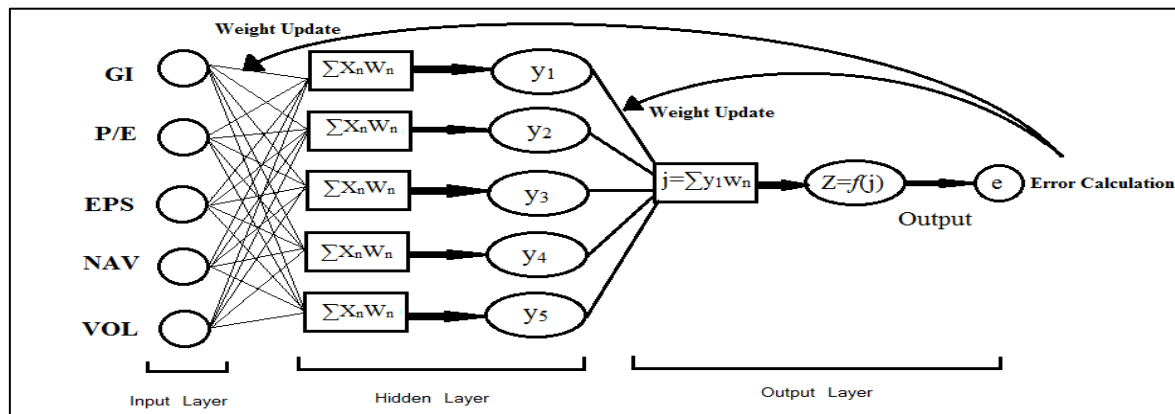 Weight Update
GI
∑XnWn
y1
P/E
∑XnWn
y2
Weight Update
EPS
∑XnWn
y3
j=∑y1wn
Z=f(j)
e
Error Calculation
Output
NAV
∑XnWn
y4
VOL
∑XnWn
y5
Input Layer
Hidden Layer
Output Layer